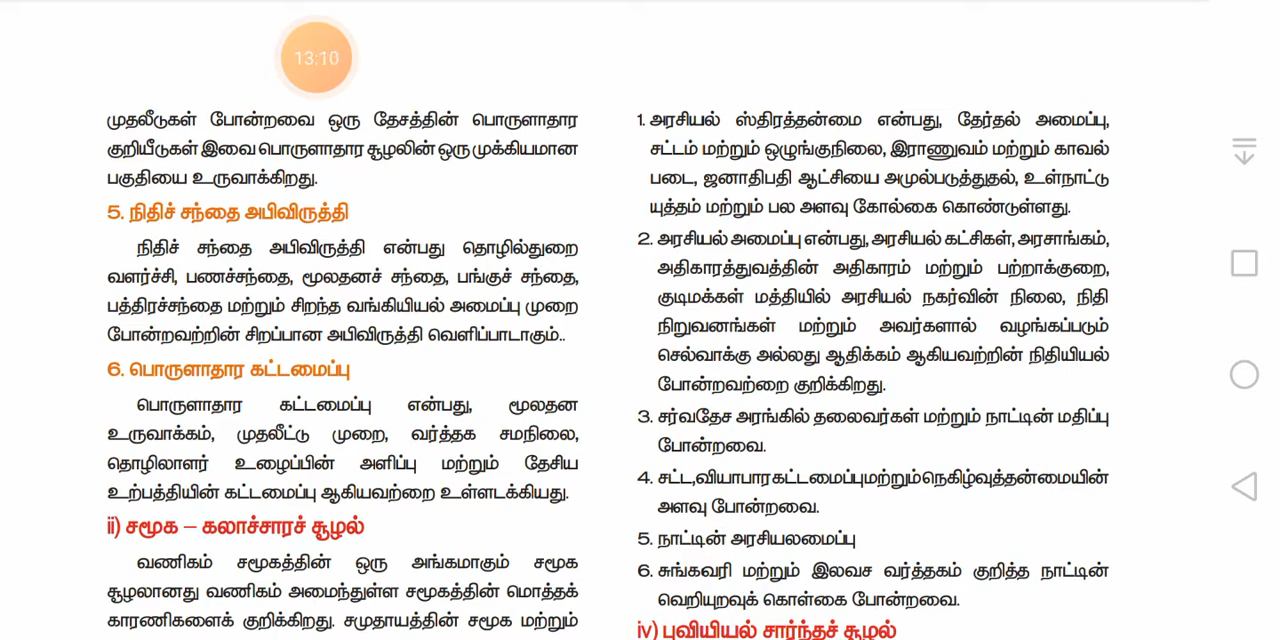 13:10
முதலீடுகள் போன்றவை ஒரு தேசத்தின் பொருளாதார
குறியீடுகள் இவை பொருளாதார சூழலின் ஒரு முக்கியமான
பகுதியை உருவாக்கிறது.
5. நிதிச் சந்தை அபிவிருத்தி
நிதிச் சந்தை அபிவிருத்தி என்பது தொழில்துறை
வளர்ச்சி, பணச்சந்தை, மூலதனச் சந்தை, பங்குச் சந்தை,
பத்திரச்சந்தை மற்றும் சிறந்த வங்கியியல் அமைப்பு முறை
போன்றவற்றின் சிறப்பான அபிவிருத்தி வெளிப்பாடாகும்..
6. பொருளாதார கட்டமைப்பு
பொருளாதார கட்டமைப்பு என்பது, மூலதன
உருவாக்கம், முதலீட்டு முறை, வர்த்தக சமநிலை,
தொழிலாளர் உழைப்பின் அளிப்பு மற்றும் தேசிய
உற்பத்தியின் கட்டமைப்பு ஆகியவற்றை உள்ளடக்கியது.
ii) சமூக – கலாச்சாரச் சூழல்
வணிகம் சமூகத்தின் ஒரு அங்கமாகும் சமூக
சூழலானது வணிகம் அமைந்துள்ள சமூகத்தின் மொத்தக்
காரணிகளைக் குறிக்கிறது. சமுதாயத்தின் சமூக மற்றும்
1. அரசியல் ஸ்திரத்தன்மை என்பது, தேர்தல் அமைப்பு,
சட்டம் மற்றும் ஒழுங்குநிலை, இராணுவம் மற்றும் காவல்
படை, ஜனாதிபதி ஆட்சியை அமுல்படுத்துதல், உள்நாட்டு
யுத்தம் மற்றும் பல அளவு கோல்கை கொண்டுள்ளது.
2. அரசியல் அமைப்பு என்பது, அரசியல் கட்சிகள், அரசாங்கம்,
அதிகாரத்துவத்தின் அதிகாரம் மற்றும் பற்றாக்குறை,
குடிமக்கள் மத்தியில் அரசியல் நகர்வின் நிலை, நிதி
நிறுவனங்கள் மற்றும் அவர்களால் வழங்கப்படும்
செல்வாக்கு அல்லது ஆதிக்கம் ஆகியவற்றின் நிதியியல்
போன்றவற்றை குறிக்கிறது.
3. சர்வதேச அரங்கில் தலைவர்கள் மற்றும் நாட்டின் மதிப்பு
போன்றவை.
4. சட்ட,வியாபார கட்டமைப்பு மற்றும் நெகிழ்வுத்தன்மையின்
அளவு போன்றவை.
5. நாட்டின் அரசியலமைப்பு
6. சுங்கவரி மற்றும் இலவச வர்த்தகம் குறித்த நாட்டின்
வெறியுறவுக் கொள்கை போன்றவை.
iv) புவியியல் சார்ந்தச் சூழல்